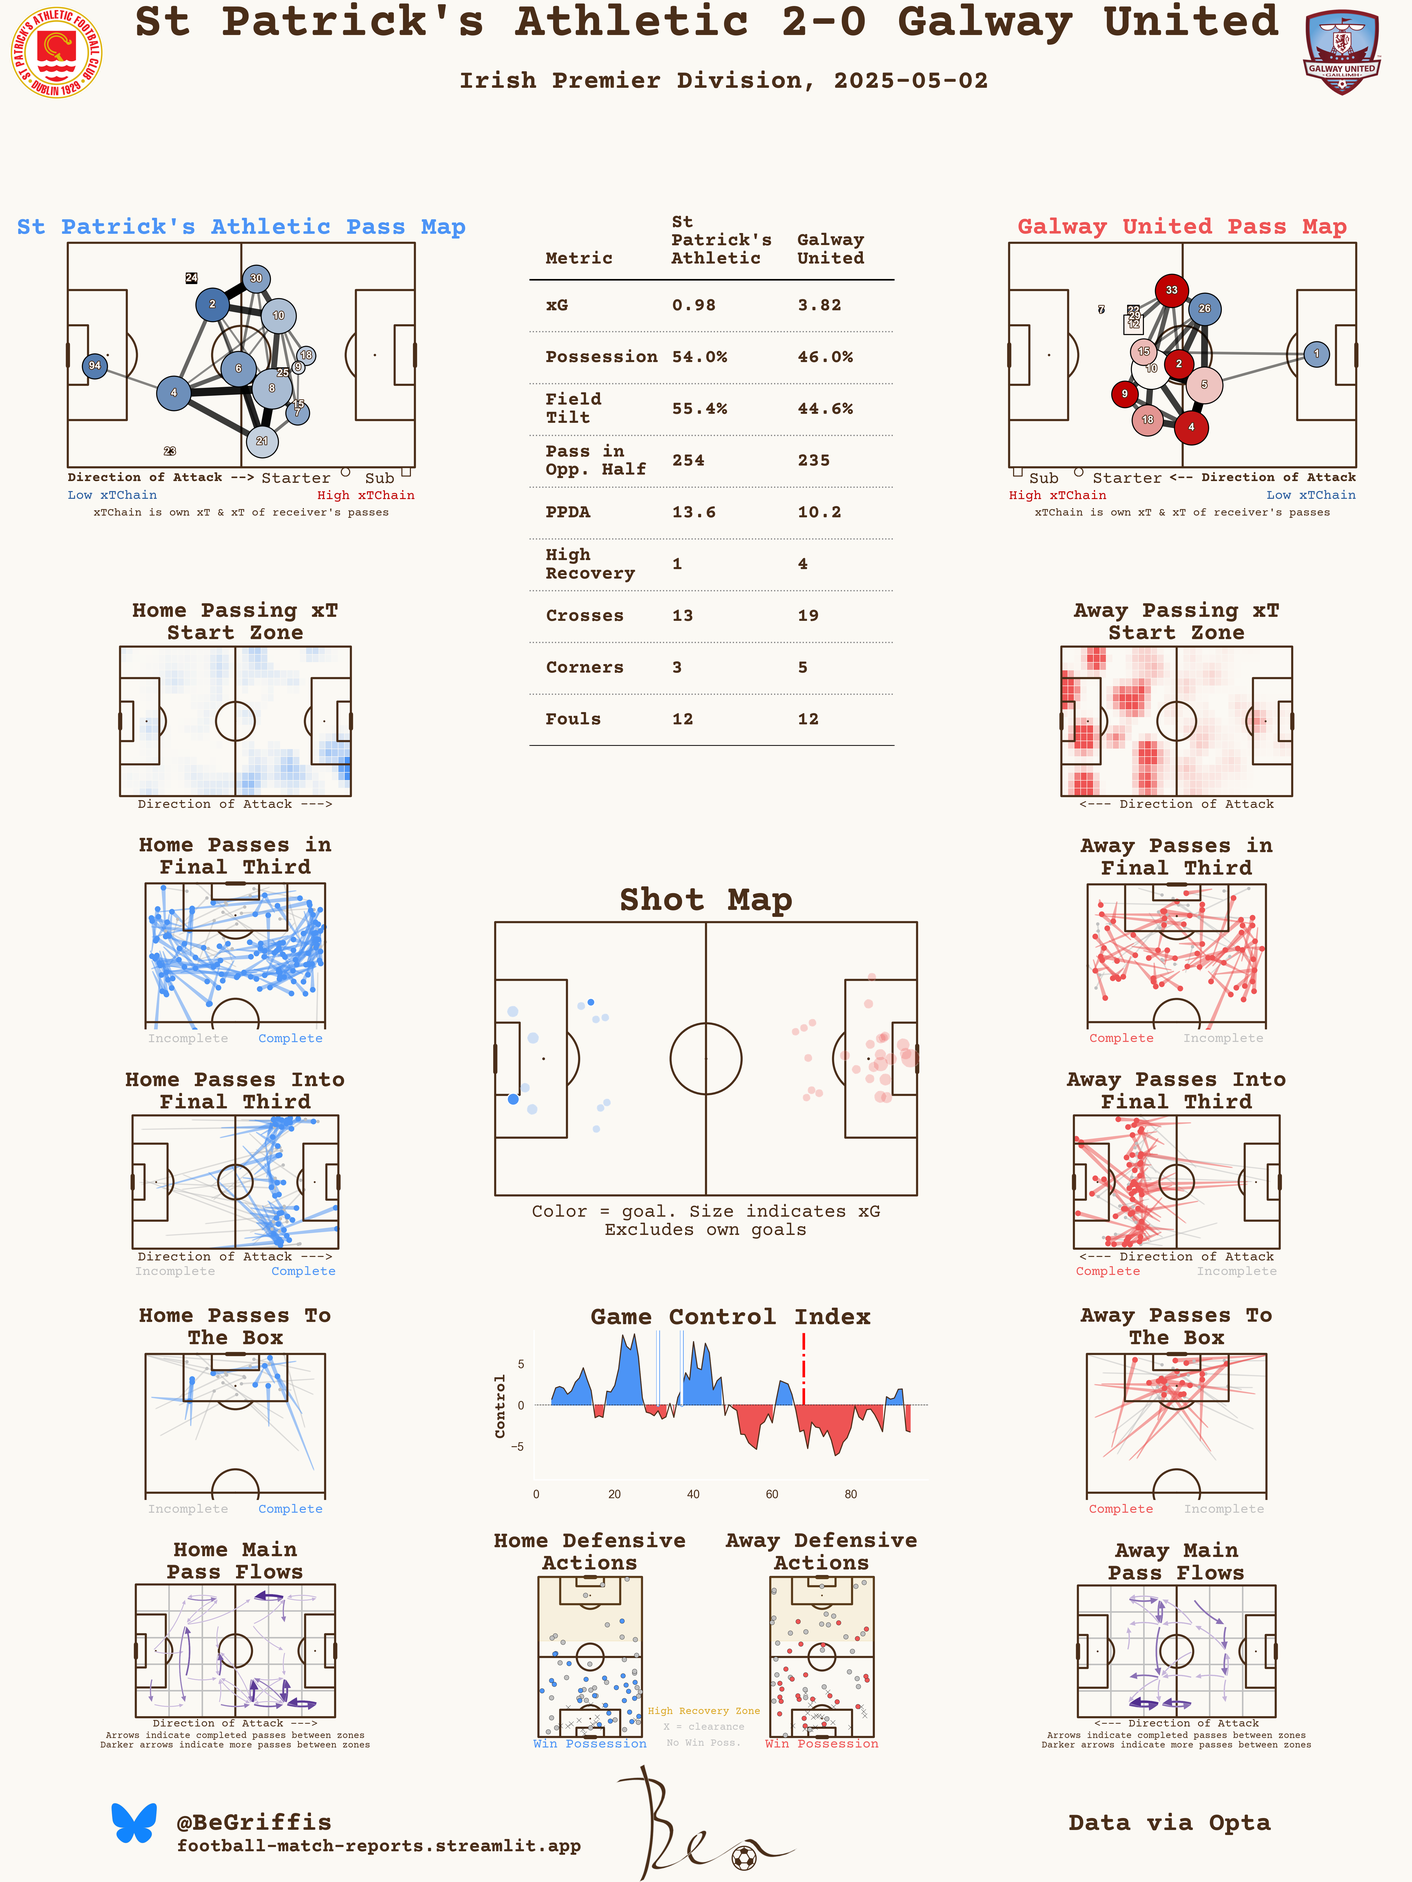 St Patrick's Athletic 2-0 Galway United
Irish Premier Division, 2025-05-02
ST PATRICK'S ATHLETIC FOOTBALL CLUB
DUBLIN 1929
GALWAY UNITED
GAILLIMH
St Patrick's Athletic Pass Map
24
30
2
10
18
9
94
6
25
4
8
15
7
21
23
Direction of Attack --> Starter Sub
Low xTChain High xTChain
xTChain is own xT & xT of receiver's passes
Metric St Patrick's Athletic Galway United
xG 0.98 3.82
Possession 54.0% 46.0%
Field Tilt 55.4% 44.6%
Pass in Opp. Half 254 235
PPDA 13.6 10.2
High Recovery 1 4
Crosses 13 19
Corners 3 5
Fouls 12 12
Galway United Pass Map
33
26
7
22
29
12
15
10
2
1
5
9
18
4
Sub Starter <-- Direction of Attack
High xTChain Low xTChain
xTChain is own xT & xT of receiver's passes
Home Passing xT
Start Zone
Direction of Attack --->
Away Passing xT
Start Zone
<--- Direction of Attack
Home Passes in
Final Third
Incomplete Complete
Shot Map
Color = goal. Size indicates xG
Excludes own goals
Away Passes in
Final Third
Complete Incomplete
Home Passes Into
Final Third
Direction of Attack --->
Incomplete Complete
Away Passes Into
Final Third
<--- Direction of Attack
Complete Incomplete
Home Passes To
The Box
Incomplete Complete
Game Control Index
Control
5
0
−5
0 20 40 60 80
Away Passes To
The Box
Complete Incomplete
Home Main
Pass Flows
Direction of Attack --->
Arrows indicate completed passes between zones
Darker arrows indicate more passes between zones
Home Defensive
Actions
Win Possession
High Recovery Zone
X = clearance
No Win Poss.
Away Defensive
Actions
Win Possession
Away Main
Pass Flows
<--- Direction of Attack
Arrows indicate completed passes between zones
Darker arrows indicate more passes between zones
@BeGriffis
football-match-reports.streamlit.app
Ben
Data via Opta